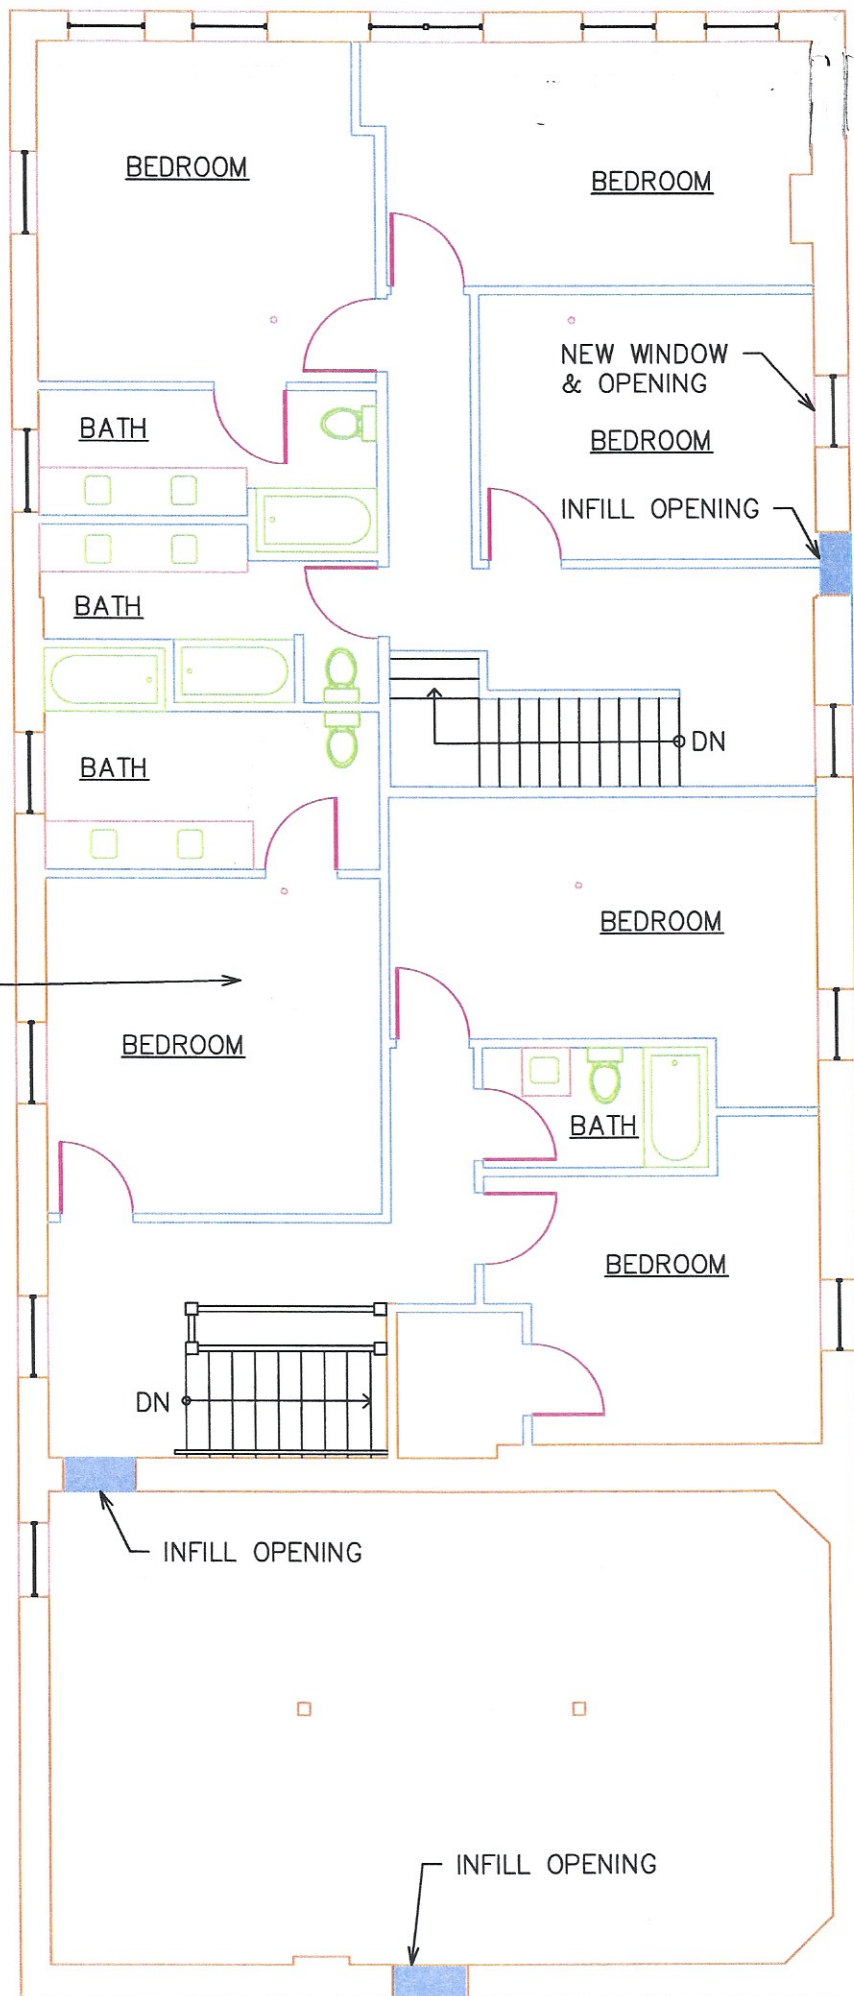 BEDROOM
BEDROOM
NEW WINDOW
& OPENING
BATH
BEDROOM
INFILL OPENING
BATH
DN
BATH
BEDROOM
BEDROOM
BATH
BEDROOM
DN
INFILL OPENING
INFILL OPENING